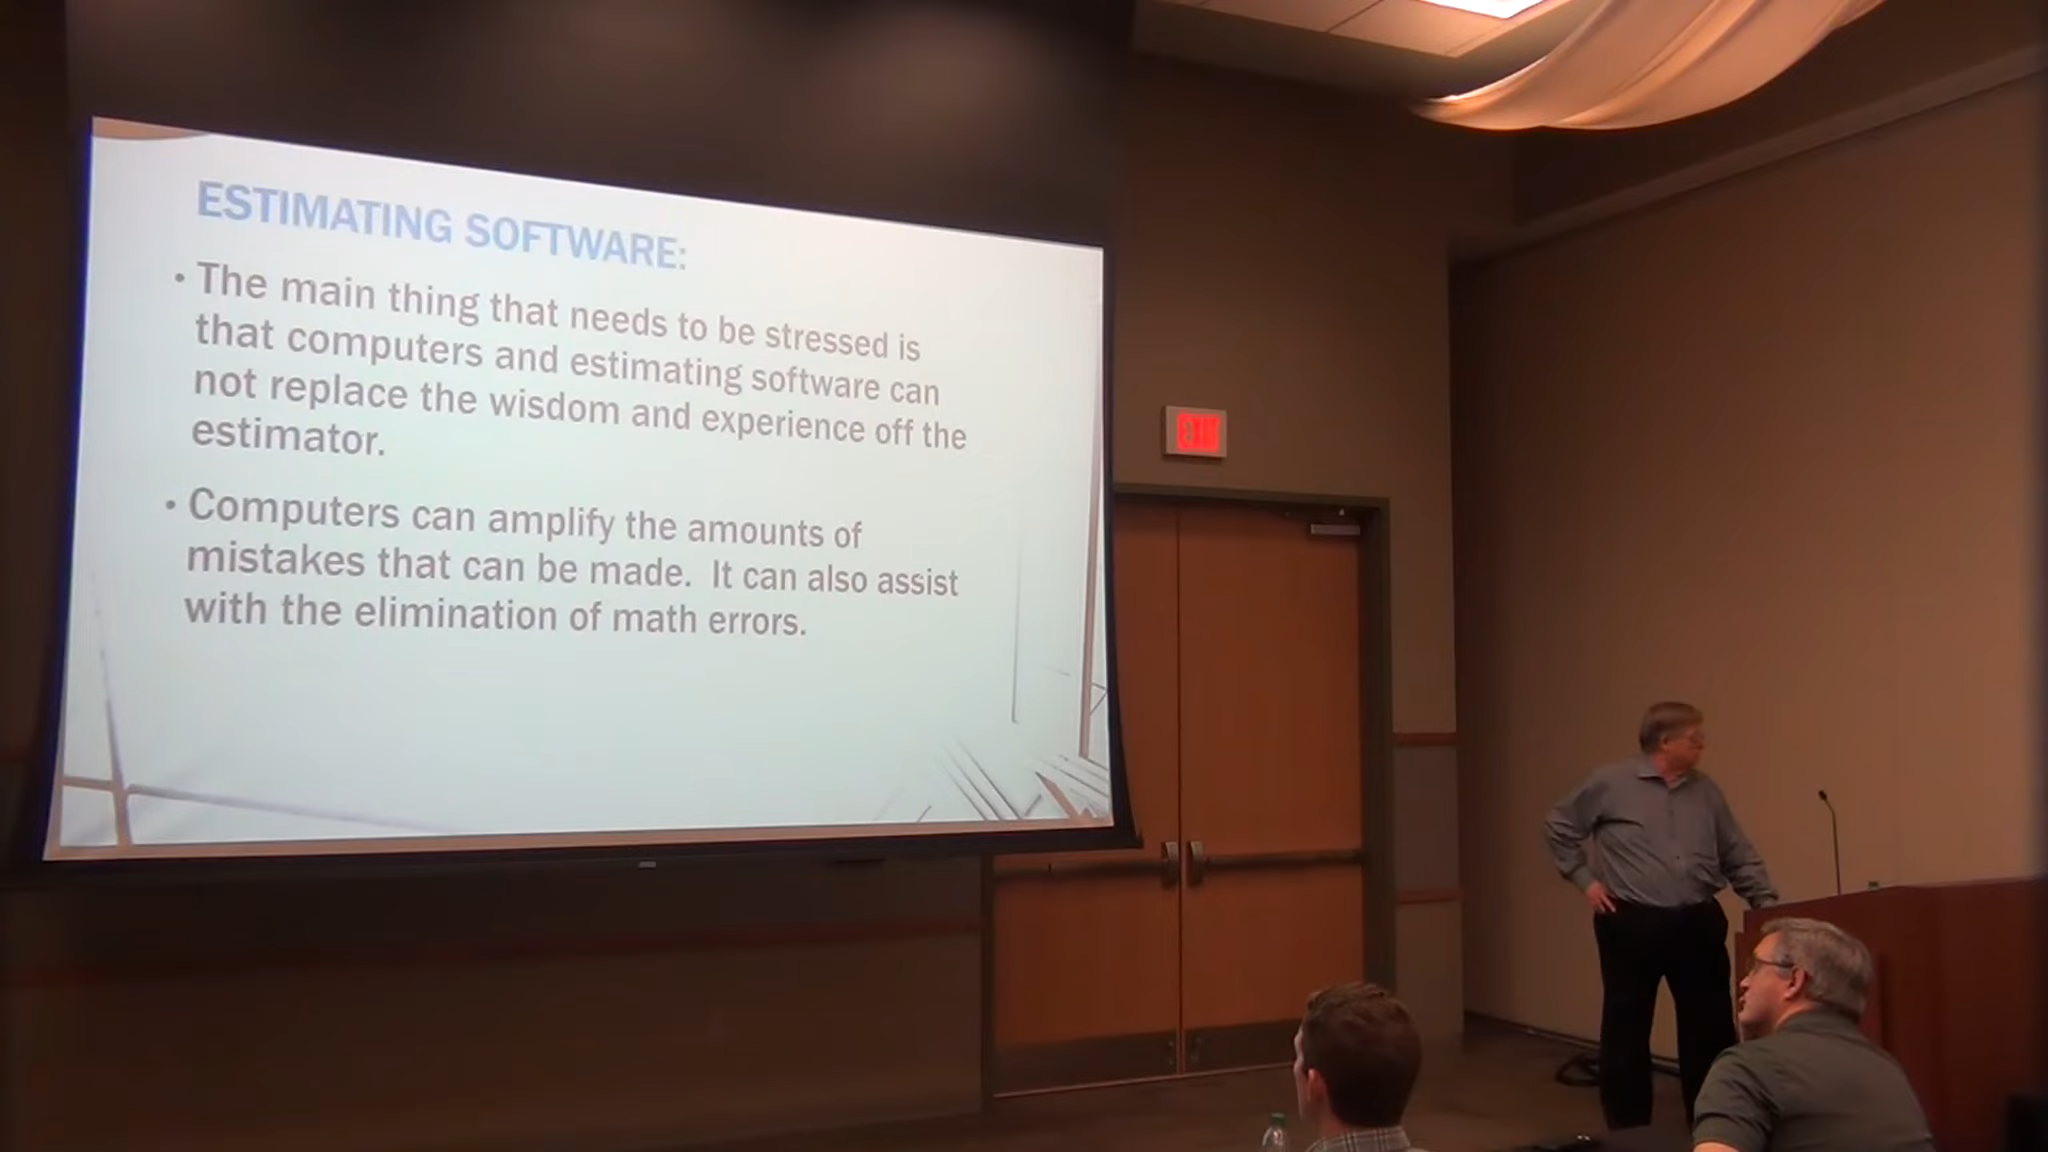 ESTIMATING SOFTWARE:
• The main thing that needs to be stressed is
that computers and estimating software can
not replace the wisdom and experience off the
estimator.
• Computers can amplify the amounts of
mistakes that can be made.  It can also assist
with the elimination of math errors.
EXIT